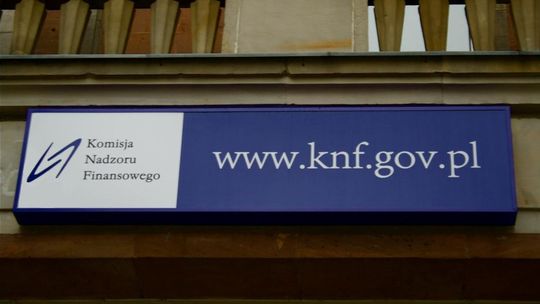 Komisja
Nadzoru
Finansowego
www.knf.gov.pl